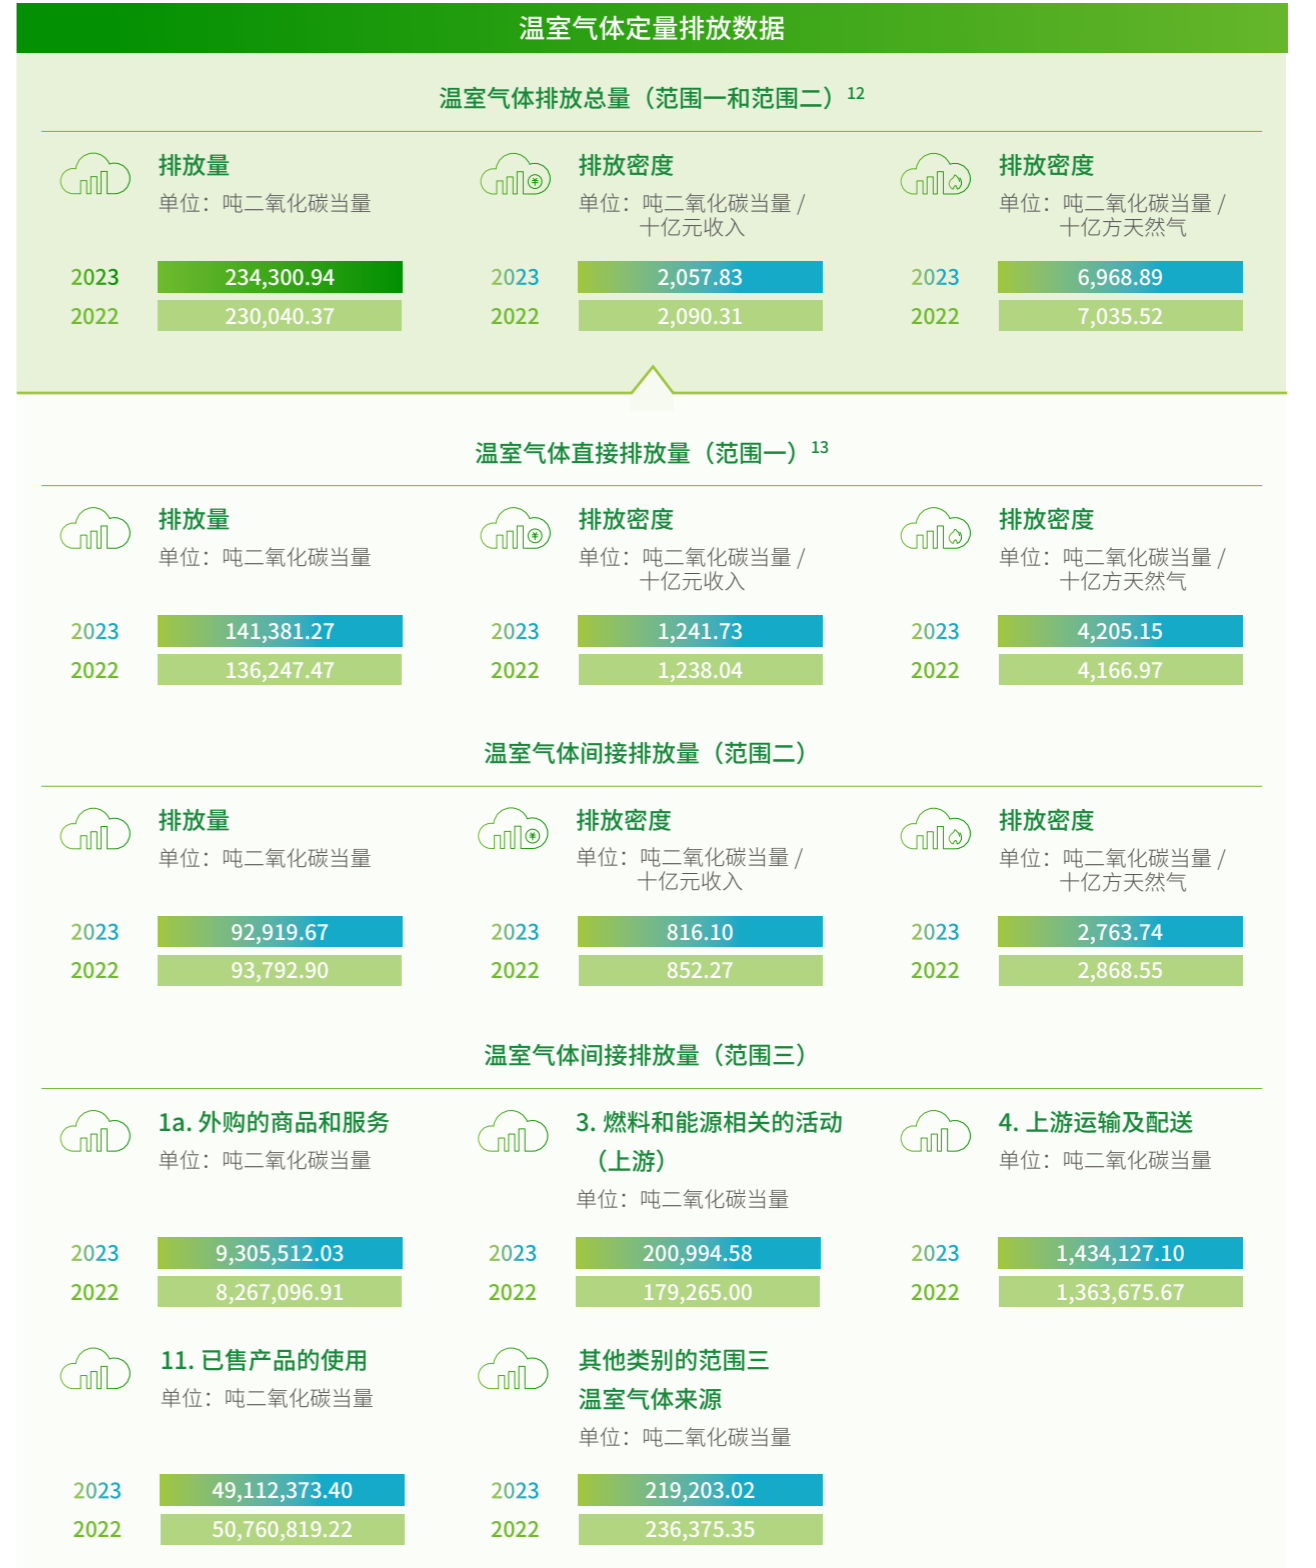 温室气体定量排放数据
温室气体排放总量（范围一和范围二）12
排放量
单位：吨二氧化碳当量
2023 234,300.94
2022 230,040.37
排放密度
单位：吨二氧化碳当量 /
十亿元收入
2023 2,057.83
2022 2,090.31
排放密度
单位：吨二氧化碳当量 /
十亿方天然气
2023 6,968.89
2022 7,035.52
温室气体直接排放量（范围一）13
排放量
单位：吨二氧化碳当量
2023 141,381.27
2022 136,247.47
排放密度
单位：吨二氧化碳当量 /
十亿元收入
2023 1,241.73
2022 1,238.04
排放密度
单位：吨二氧化碳当量 /
十亿方天然气
2023 4,205.15
2022 4,166.97
温室气体间接排放量（范围二）
排放量
单位：吨二氧化碳当量
2023 92,919.67
2022 93,792.90
排放密度
单位：吨二氧化碳当量 /
十亿元收入
2023 816.10
2022 852.27
排放密度
单位：吨二氧化碳当量 /
十亿方天然气
2023 2,763.74
2022 2,868.55
温室气体间接排放量（范围三）
1a. 外购的商品和服务
单位：吨二氧化碳当量
2023 9,305,512.03
2022 8,267,096.91
3. 燃料和能源相关的活动
（上游）
单位：吨二氧化碳当量
2023 200,994.58
2022 179,265.00
4. 上游运输及配送
单位：吨二氧化碳当量
2023 1,434,127.10
2022 1,363,675.67
11. 已售产品的使用
单位：吨二氧化碳当量
2023 49,112,373.40
2022 50,760,819.22
其他类别的范围三
温室气体来源
单位：吨二氧化碳当量
2023 219,203.02
2022 236,375.35